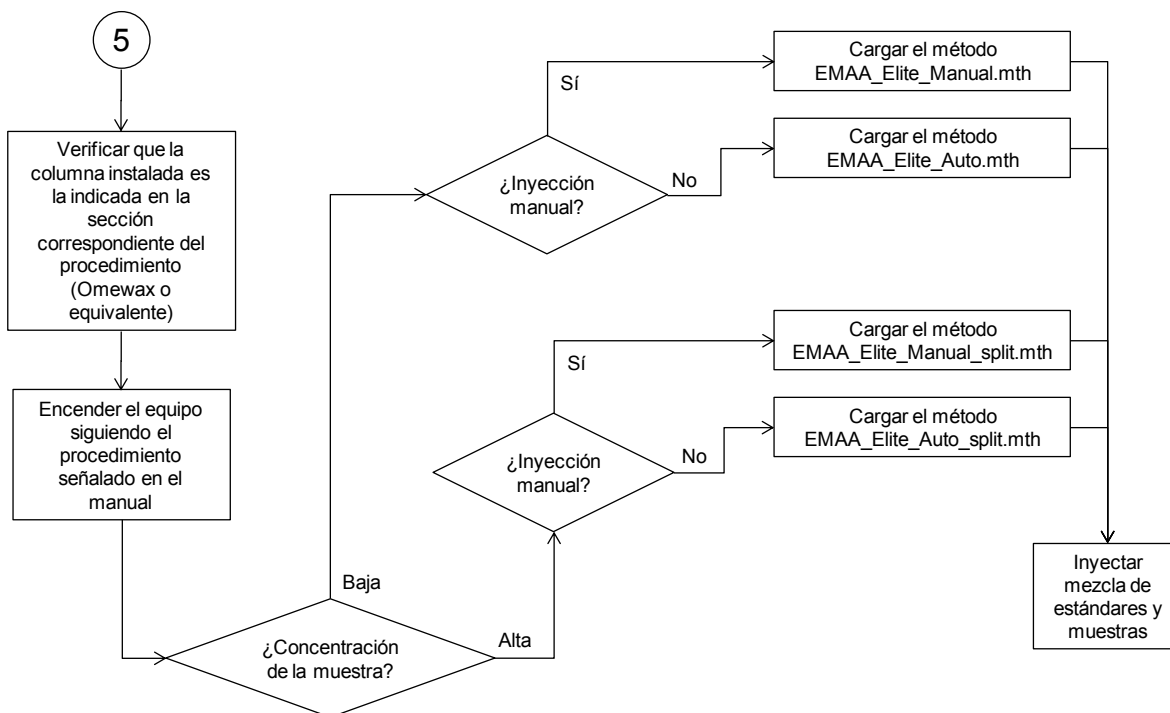 5
Verificar que la
columna instalada es
la indicada en la
sección
correspondiente del
procedimiento
(Omewax o
equivalente)
Encender el equipo
siguiendo el
procedimiento
señalado en el
manual
¿Concentración
de la muestra?
Baja
Alta
¿Inyección
manual?
Sí
No
Cargar el método
EMAA_Elite_Manual.mth
Cargar el método
EMAA_Elite_Auto.mth
¿Inyección
manual?
Sí
No
Cargar el método
EMAA_Elite_Manual_split.mth
Cargar el método
EMAA_Elite_Auto_split.mth
Inyectar
mezcla de
estándares y
muestras